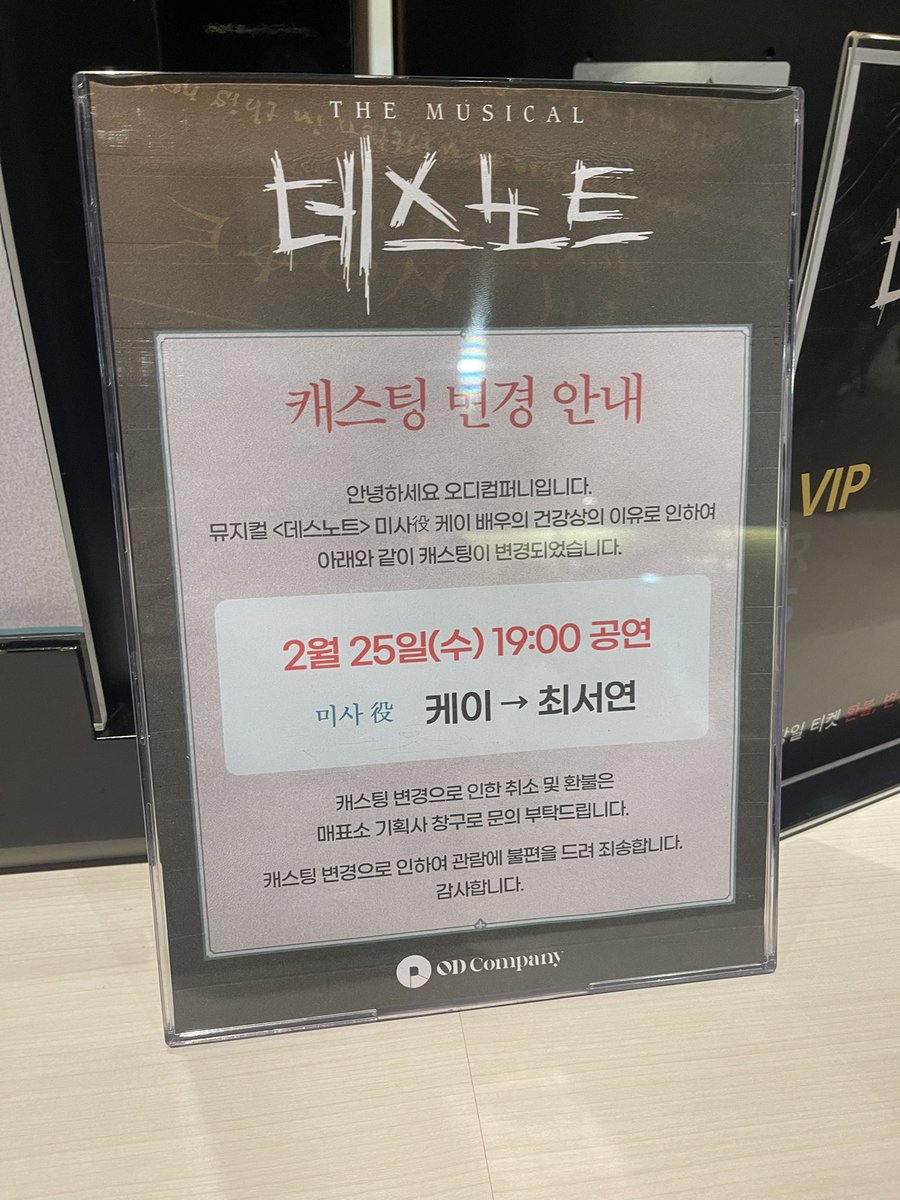 THE MUSICAL
데스노트
캐스팅 변경 안내
안녕하세요 오디컴퍼니입니다.
뮤지컬 <데스노트> 미사役 케이 배우의 건강상의 이유로 인하여
아래와 같이 캐스팅이 변경되었습니다.
2월 25일(수) 19:00 공연
미사 役 케이 → 최서연
캐스팅 변경으로 인한 취소 및 환불은
매표소 기획사 창구로 문의 부탁드립니다.
캐스팅 변경으로 인하여 관람에 불편을 드려 죄송합니다.
감사합니다.
OD Company
VIP
R
S
티켓 환불